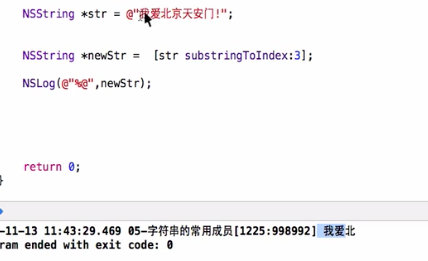 NSString *str = @"我爱北京天安门!";
NSString *newStr =  [str substringToIndex:3];
NSLog(@"%@",newStr);
return 0;
}
-11-13 11:43:29.469 05-字符串的常用成员[1225:998992] 我爱北
ram ended with exit code: 0